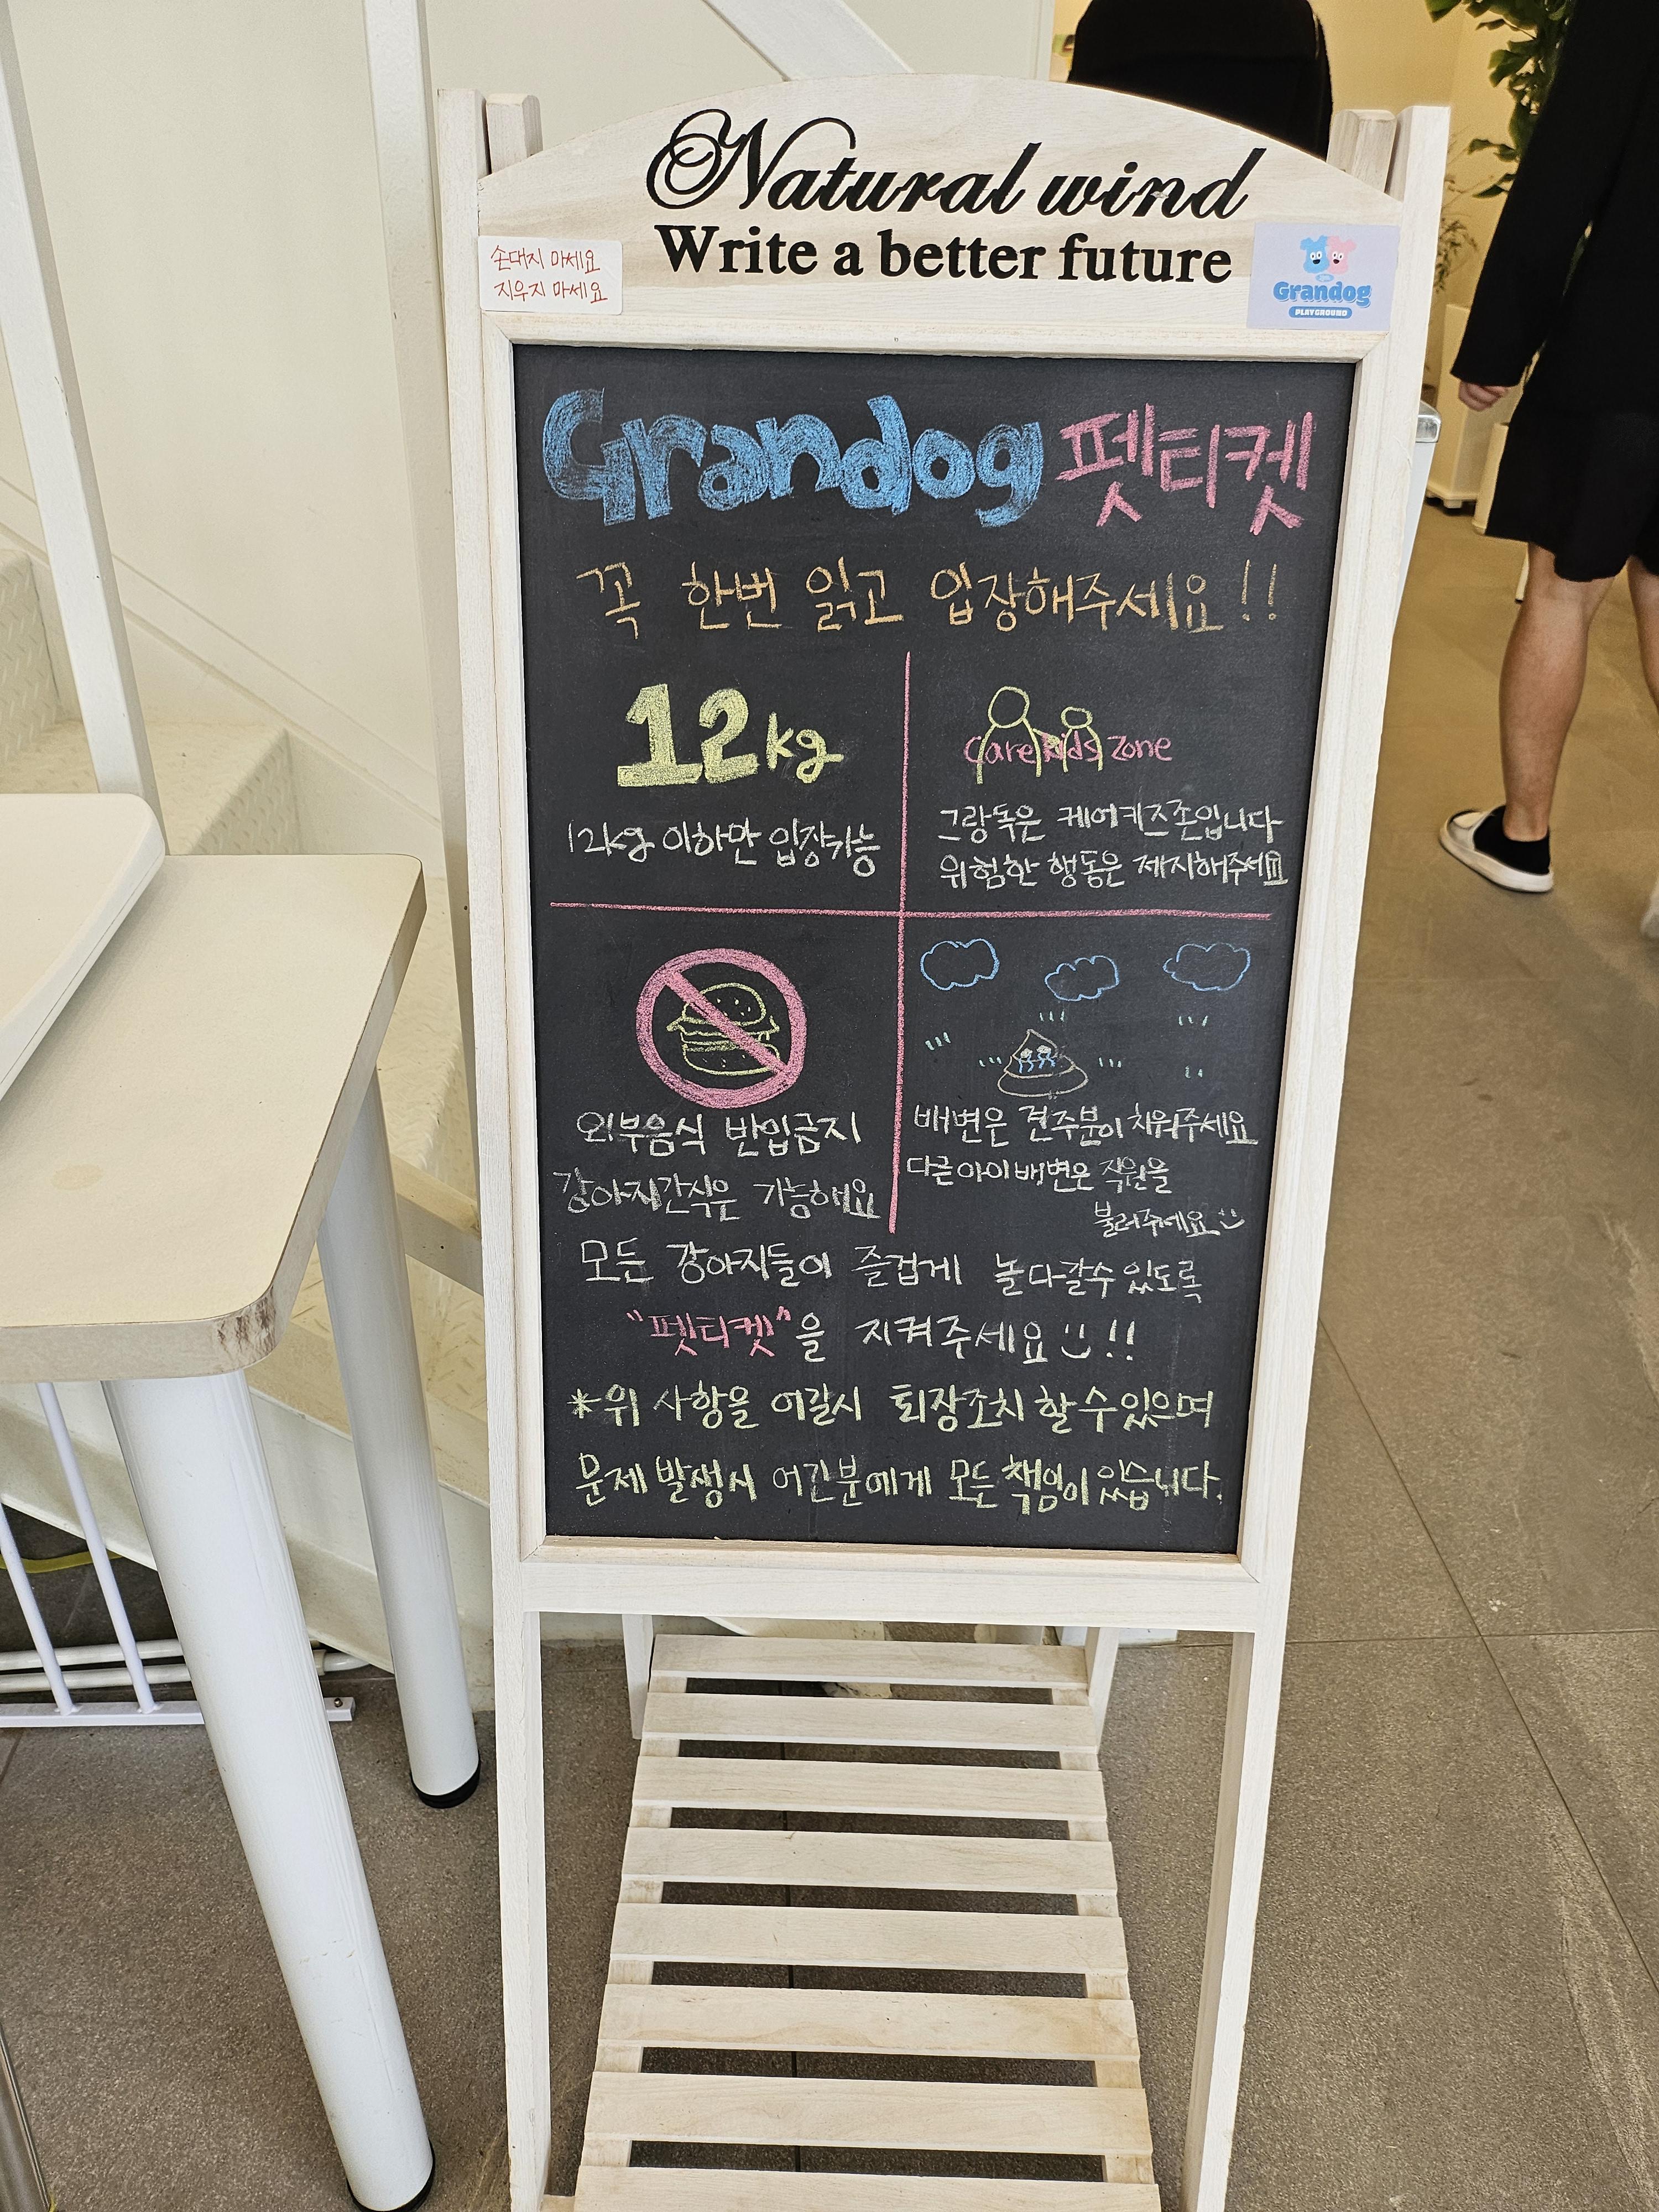 Natural wind
Write a better future
손대지 마세요
지우지 마세요
Grandog
PLAYGROUND
Grandog 펫티켓
꼭 한번 읽고 입장해주세요!!
12kg
12kg 이하만 입장가능
Care Kids Zone
그랑독은 케어키즈존입니다
위험한 행동은 제지해주세요
외부음식 반입금지
강아지간식은 가능해요
배변은 견주분이 치워주세요
다른아이배변은 직원을
불러주세요
모든 강아지들이 즐겁게 놀다갈수있도록
"펫티켓"을 지켜주세요!!
*위 사항을 어길시 퇴장조치 할수있으며
문제 발생시 어긴분에게 모든 책임이 있습니다.